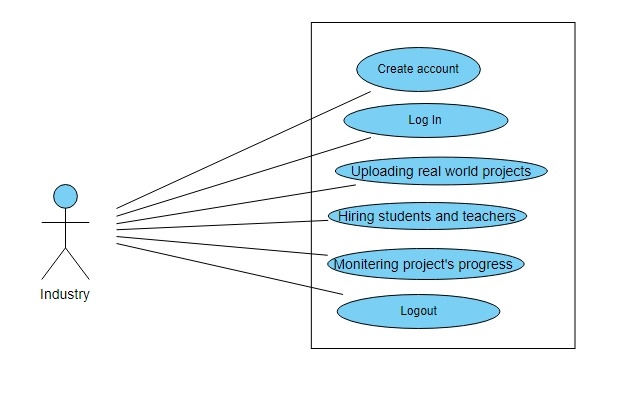 Create account
Log In
Uploading real world projects
Hiring students and teachers
Monitering project's progress
Logout
Industry